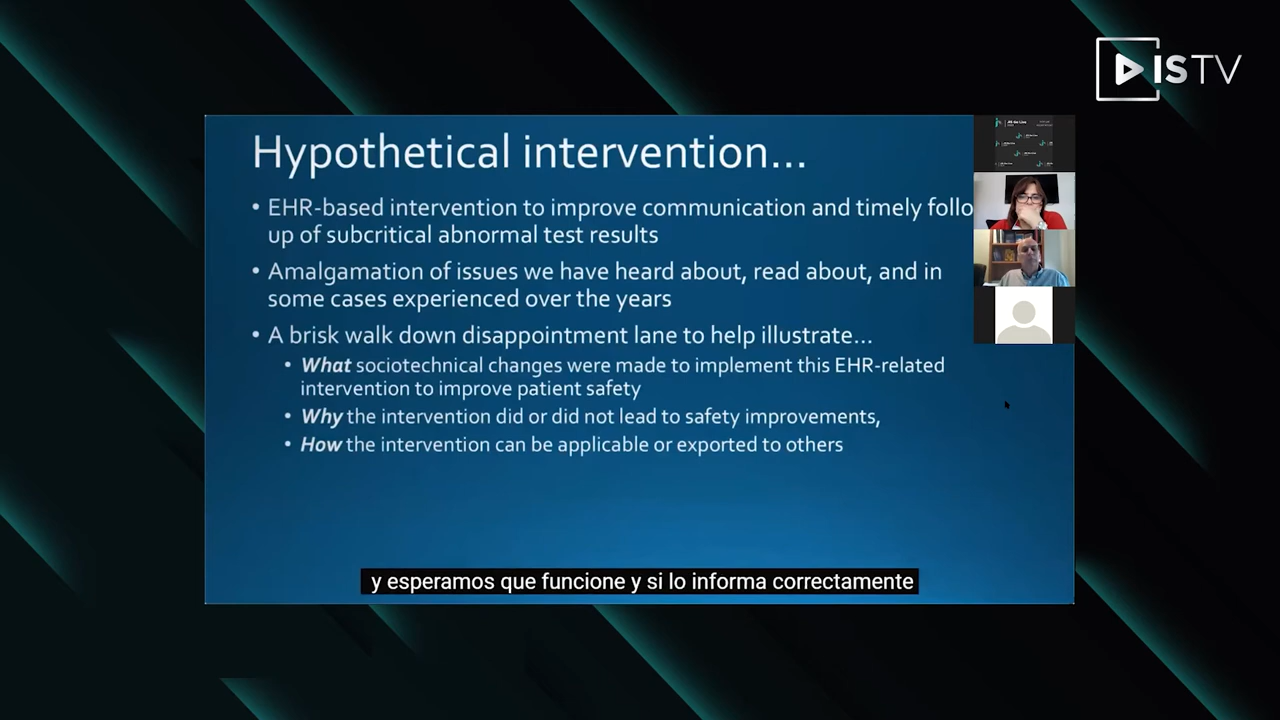 iSTV
Hypothetical intervention...
• EHR-based intervention to improve communication and timely follo
up of subcritical abnormal test results
• Amalgamation of issues we have heard about, read about, and in
some cases experienced over the years
• A brisk walk down disappointment lane to help illustrate...
• What sociotechnical changes were made to implement this EHR-related
intervention to improve patient safety
• Why the intervention did or did not lead to safety improvements,
• How the intervention can be applicable or exported to others
y esperamos que funcione y si lo informa correctamente